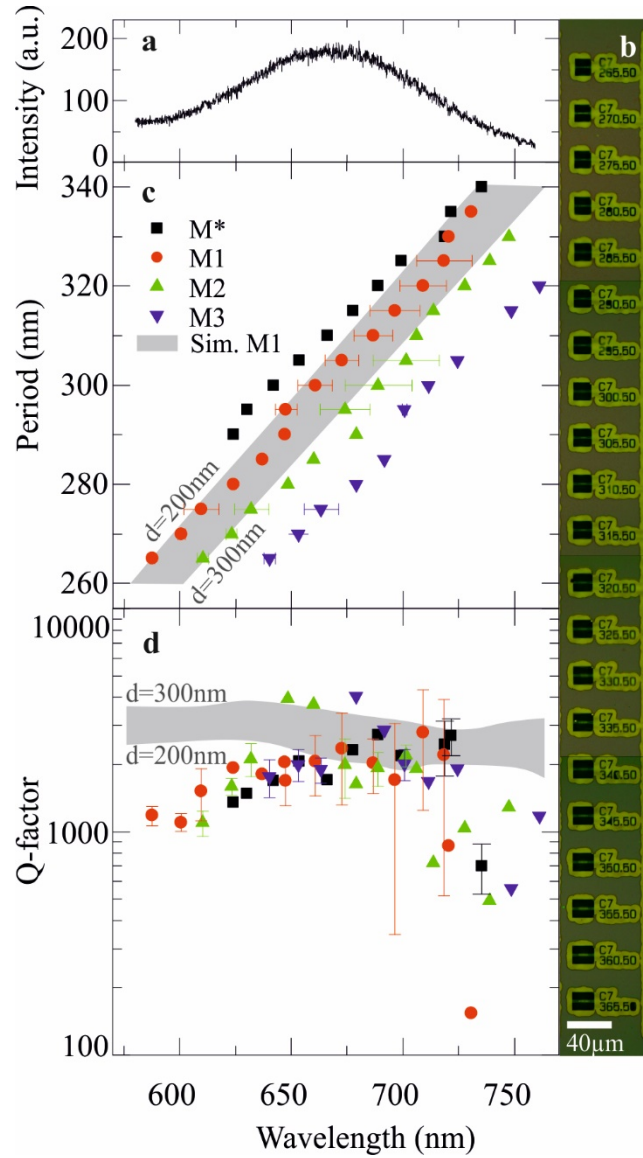 a
b
Intensity (a.u.)
200
100
0
c
340
320
300
280
260
Period (nm)
M*
M1
M2
M3
Sim. M1
d=200nm
d=300nm
d
10000
1000
100
Q-factor
d=300nm
d=200nm
600
650
700
750
Wavelength (nm)
C7
265.50
C7
270.50
C7
275.50
C7
280.50
C7
285.50
C7
290.50
C7
295.50
C7
300.50
C7
305.50
C7
310.50
C7
315.50
C7
320.50
C7
325.50
C7
330.50
C7
335.50
C7
340.50
C7
345.50
C7
350.50
C7
355.50
C7
360.50
C7
365.50
40µm